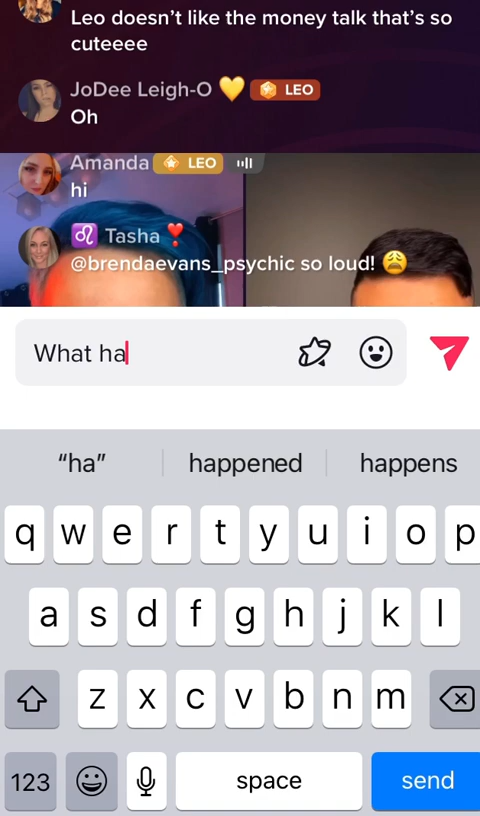 Leo doesn’t like the money talk that’s so
cuteeee
JoDee Leigh-O 💛 LEO
Oh
Amanda LEO
hi
♌ Tasha ❣️
@brendaevans_psychic so loud! 😩
What ha
“ha” happened happens
q w e r t y u i o p
a s d f g h j k l
z x c v b n m
123 space send